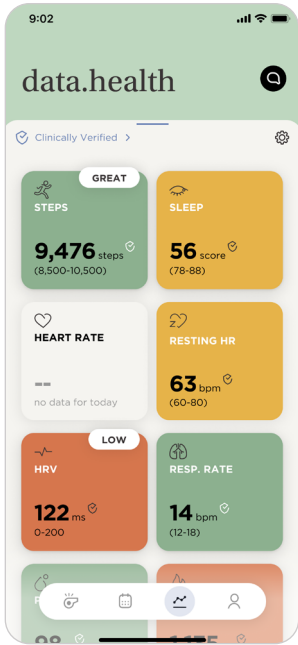 9:02
data.health
Clinically Verified >
GREAT
STEPS
9,476 steps
(8,500-10,500)
SLEEP
56 score
(78-88)
HEART RATE
--
no data for today
RESTING HR
63 bpm
(60-80)
LOW
HRV
122 ms
0-200
RESP. RATE
14 bpm
(12-18)